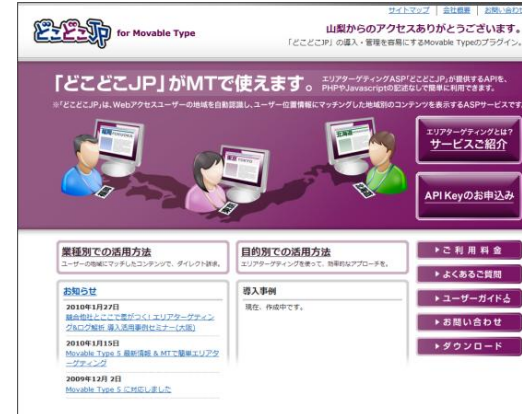 サイトマップ | 会社概要 | お問い合わせ
どこどこJP for Movable Type
山梨からのアクセスありがとうございます。
「どこどこJP」の導入・管理を容易にするMovable Typeのプラグイン。
「どこどこJP」がMTで使えます。
エリアターゲティングASP「どこどこJP」が提供するAPIを、
PHPやJavascriptの記述なしで簡単に利用できます。
※「どこどこJP」は、Webアクセスユーザーの地域を自動認識し、ユーザー位置情報にマッチングした地域別のコンテンツを表示するASPサービスです
福岡
東京
北海道
エリアターゲティングとは?
サービスご紹介
API Keyのお申込み
業種別での活用方法
ユーザーの地域にマッチしたコンテンツで、ダイレクト訴求。
目的別での活用方法
エリアターゲティングを使って、効果的なアプローチを。
ご利用料金
よくあるご質問
ユーザーガイド
お問い合わせ
ダウンロード
お知らせ
2010年1月27日
競合他社とここで差がつく! エリアターゲティン
グ&ログ解析 導入活用事例セミナー(大阪)
2010年1月15日
Movable Type 5 最新情報 & MTで簡単エリアタ
ーゲティング
2009年12月 2日
Movable Type 5 に対応しました
導入事例
現在、作成中です。